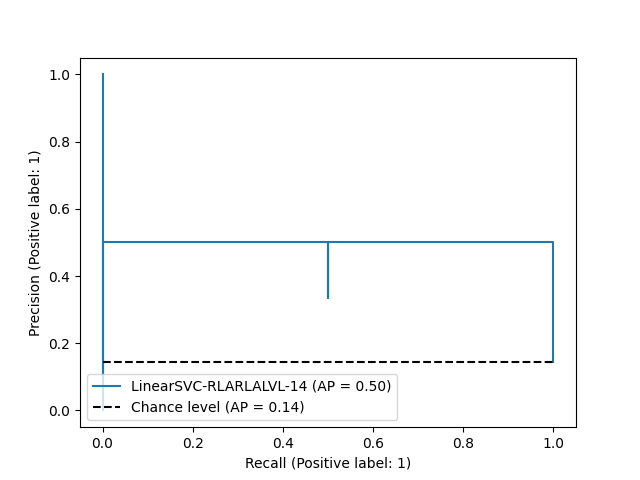 1.0
0.8
0.6
0.4
0.2
0.0
Precision (Positive label: 1)
LinearSVC-RLARLALVL-14 (AP = 0.50)
Chance level (AP = 0.14)
0.0 0.2 0.4 0.6 0.8 1.0
Recall (Positive label: 1)